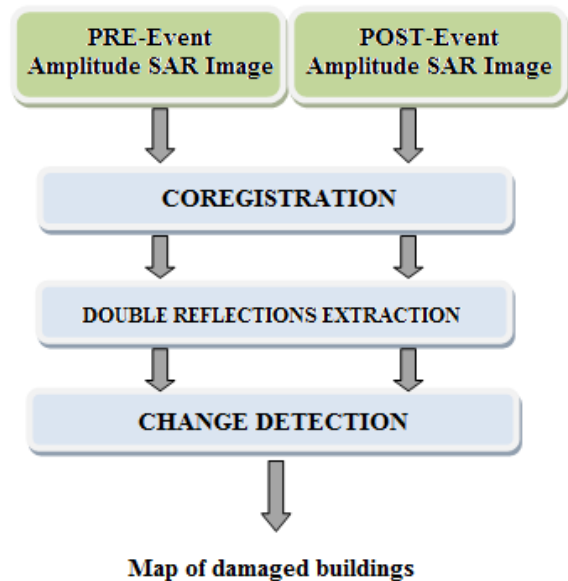 PRE-Event
Amplitude SAR Image
POST-Event
Amplitude SAR Image
COREGISTRATION
DOUBLE REFLECTIONS EXTRACTION
CHANGE DETECTION
Map of damaged buildings